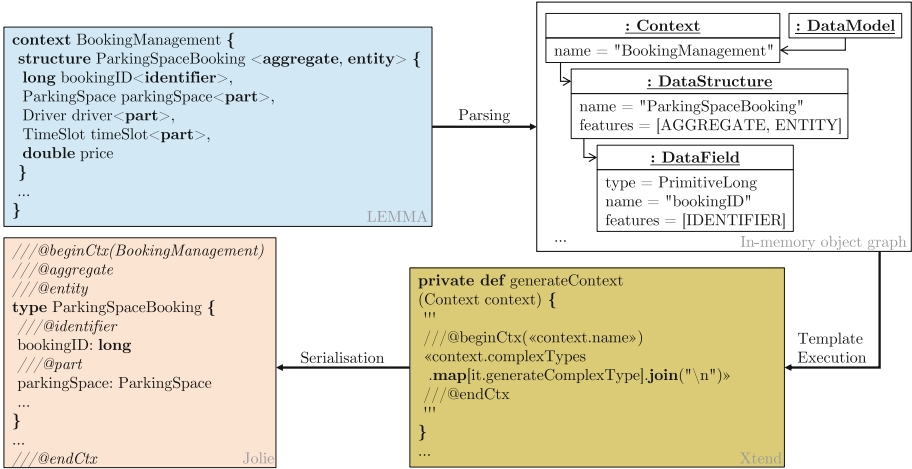 context BookingManagement {
structure ParkingSpaceBooking <aggregate, entity> {
long bookingID<identifier>,
ParkingSpace parkingSpace<part>,
Driver driver<part>,
TimeSlot timeSlot<part>,
double price
}
...
}
LEMMA
Parsing
: Context
name = "BookingManagement"
: DataModel
: DataStructure
name = "ParkingSpaceBooking"
features = [AGGREGATE, ENTITY]
: DataField
type = PrimitiveLong
name = "bookingID"
features = [IDENTIFIER]
...
In-memory object graph
Template
Execution
private def generateContext
(Context context) {
'''
///@beginCtx(«context.name»)
«context.complexTypes
.map[it.generateComplexType].join("\n")»
///@endCtx
'''
}
...
Xtend
Serialisation
///@beginCtx(BookingManagement)
///@aggregate
///@entity
type ParkingSpaceBooking {
///@identifier
bookingID: long
///@part
parkingSpace: ParkingSpace
...
}
...
///@endCtx
Jolie